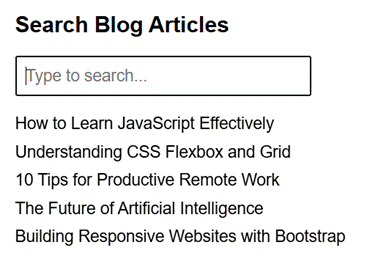 Search Blog Articles
Type to search...
How to Learn JavaScript Effectively
Understanding CSS Flexbox and Grid
10 Tips for Productive Remote Work
The Future of Artificial Intelligence
Building Responsive Websites with Bootstrap